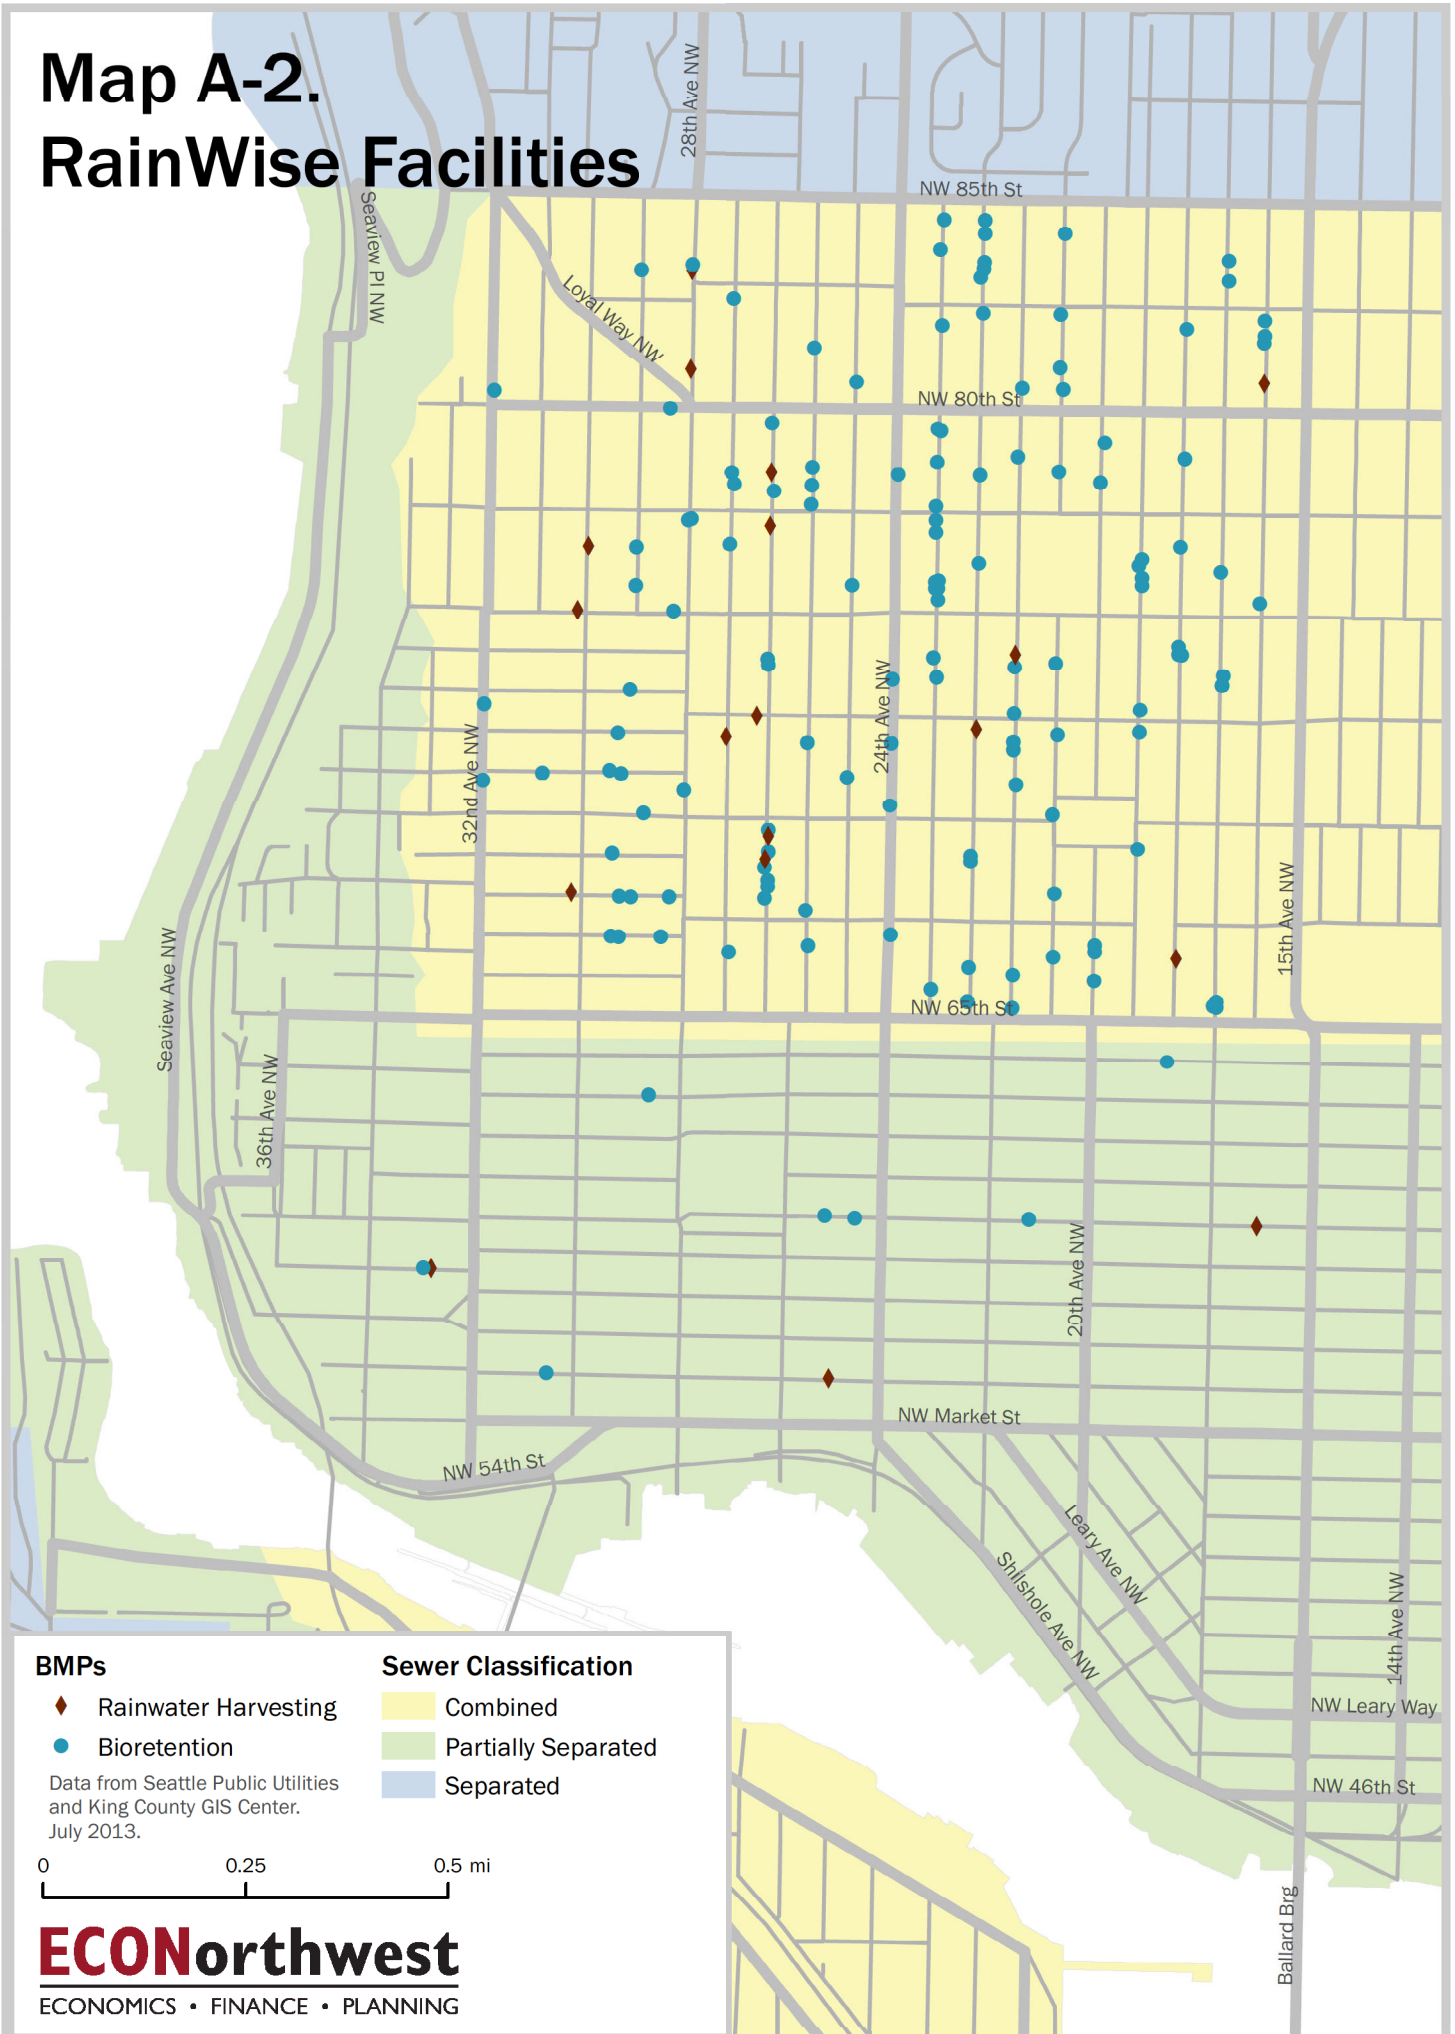 Map A-2.
RainWise Facilities
28th Ave NW
NW 85th St
Seaview Pl NW
Loyal Way NW
NW 80th St
24th Ave NW
32nd Ave NW
15th Ave NW
Seaview Ave NW
NW 65th St
36th Ave NW
20th Ave NW
NW Market St
NW 54th St
Leary Ave NW
Shilshole Ave NW
14th Ave NW
NW Leary Way
NW 46th St
Ballard Brg
BMPs
Rainwater Harvesting
Bioretention
Data from Seattle Public Utilities
and King County GIS Center.
July 2013.
Sewer Classification
Combined
Partially Separated
Separated
0 0.25 0.5 mi
ECONorthwest
ECONOMICS • FINANCE • PLANNING